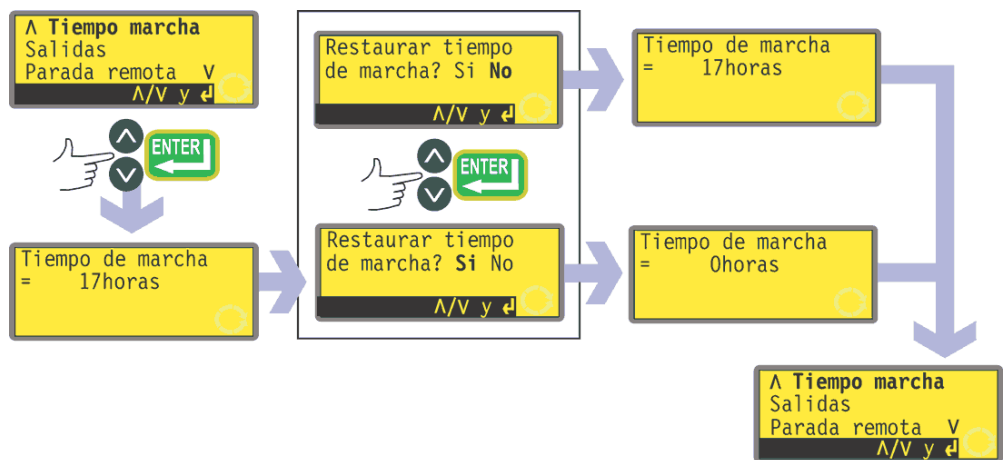 Λ Tiempo marcha
Salidas
Parada remota V
Λ/V y ↲
ENTER
Tiempo de marcha
= 17horas
Restaurar tiempo
de marcha? Si No
Λ/V y ↲
ENTER
Restaurar tiempo
de marcha? Si No
Λ/V y ↲
Tiempo de marcha
= 17horas
Tiempo de marcha
= 0horas
Λ Tiempo marcha
Salidas
Parada remota V
Λ/V y ↲